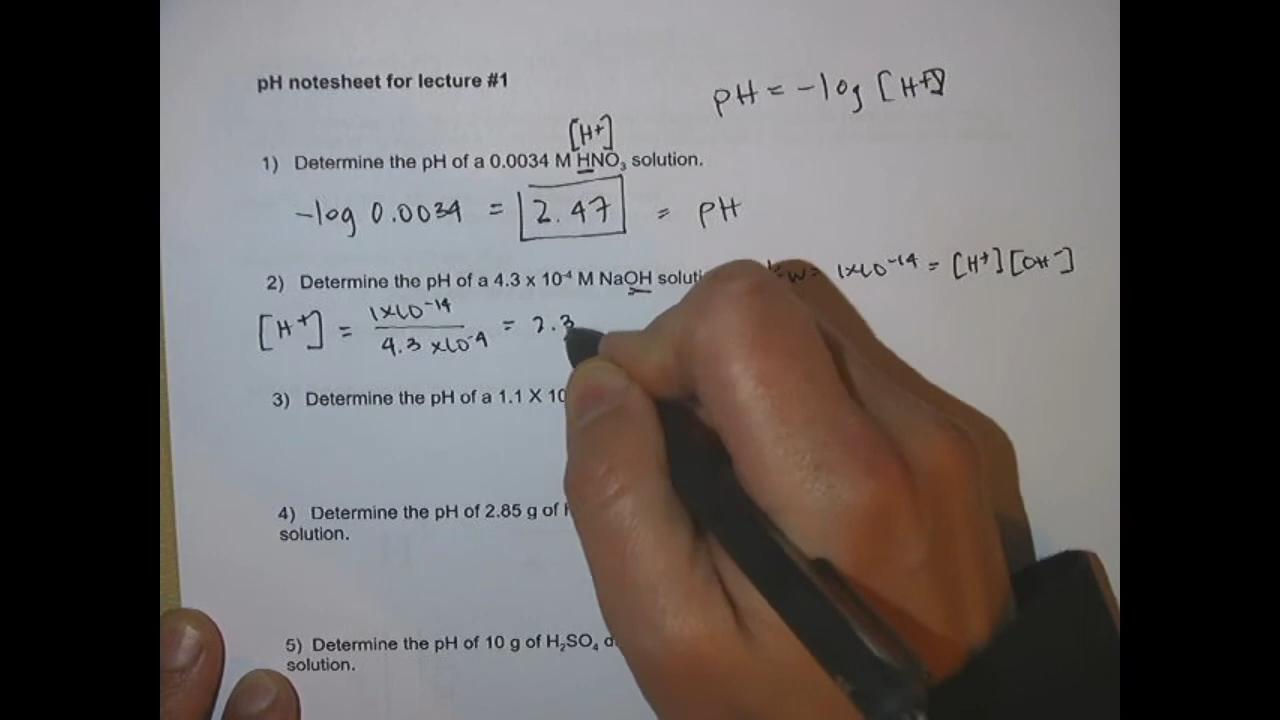 pH notesheet for lecture #1
pH = -log [H+]
[H+]
1) Determine the pH of a 0.0034 M HNO₃ solution.
-log 0.0034 = 2.47 = pH
2) Determine the pH of a 4.3 x 10⁻⁴ M NaOH
1x10⁻¹⁴ = [H+][OH⁻]
[H+] = 1x10⁻¹⁴ / 4.3 x10⁻⁴ = 2.3
3) Determine the pH of a 1.1 X 10
4) Determine the pH of 2.85 g of
solution.
5) Determine the pH of 10 g of H₂SO₄
solution.